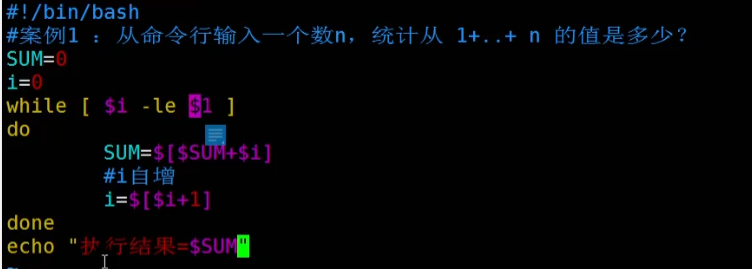 #!/bin/bash
#案例1 ：从命令行输入一个数n，统计从 1+..+ n 的值是多少？
SUM=0
i=0
while [ $i -le $1 ]
do
SUM=$[$SUM+$i]
#i自增
i=$[$i+1]
done
echo "执行结果=$SUM"